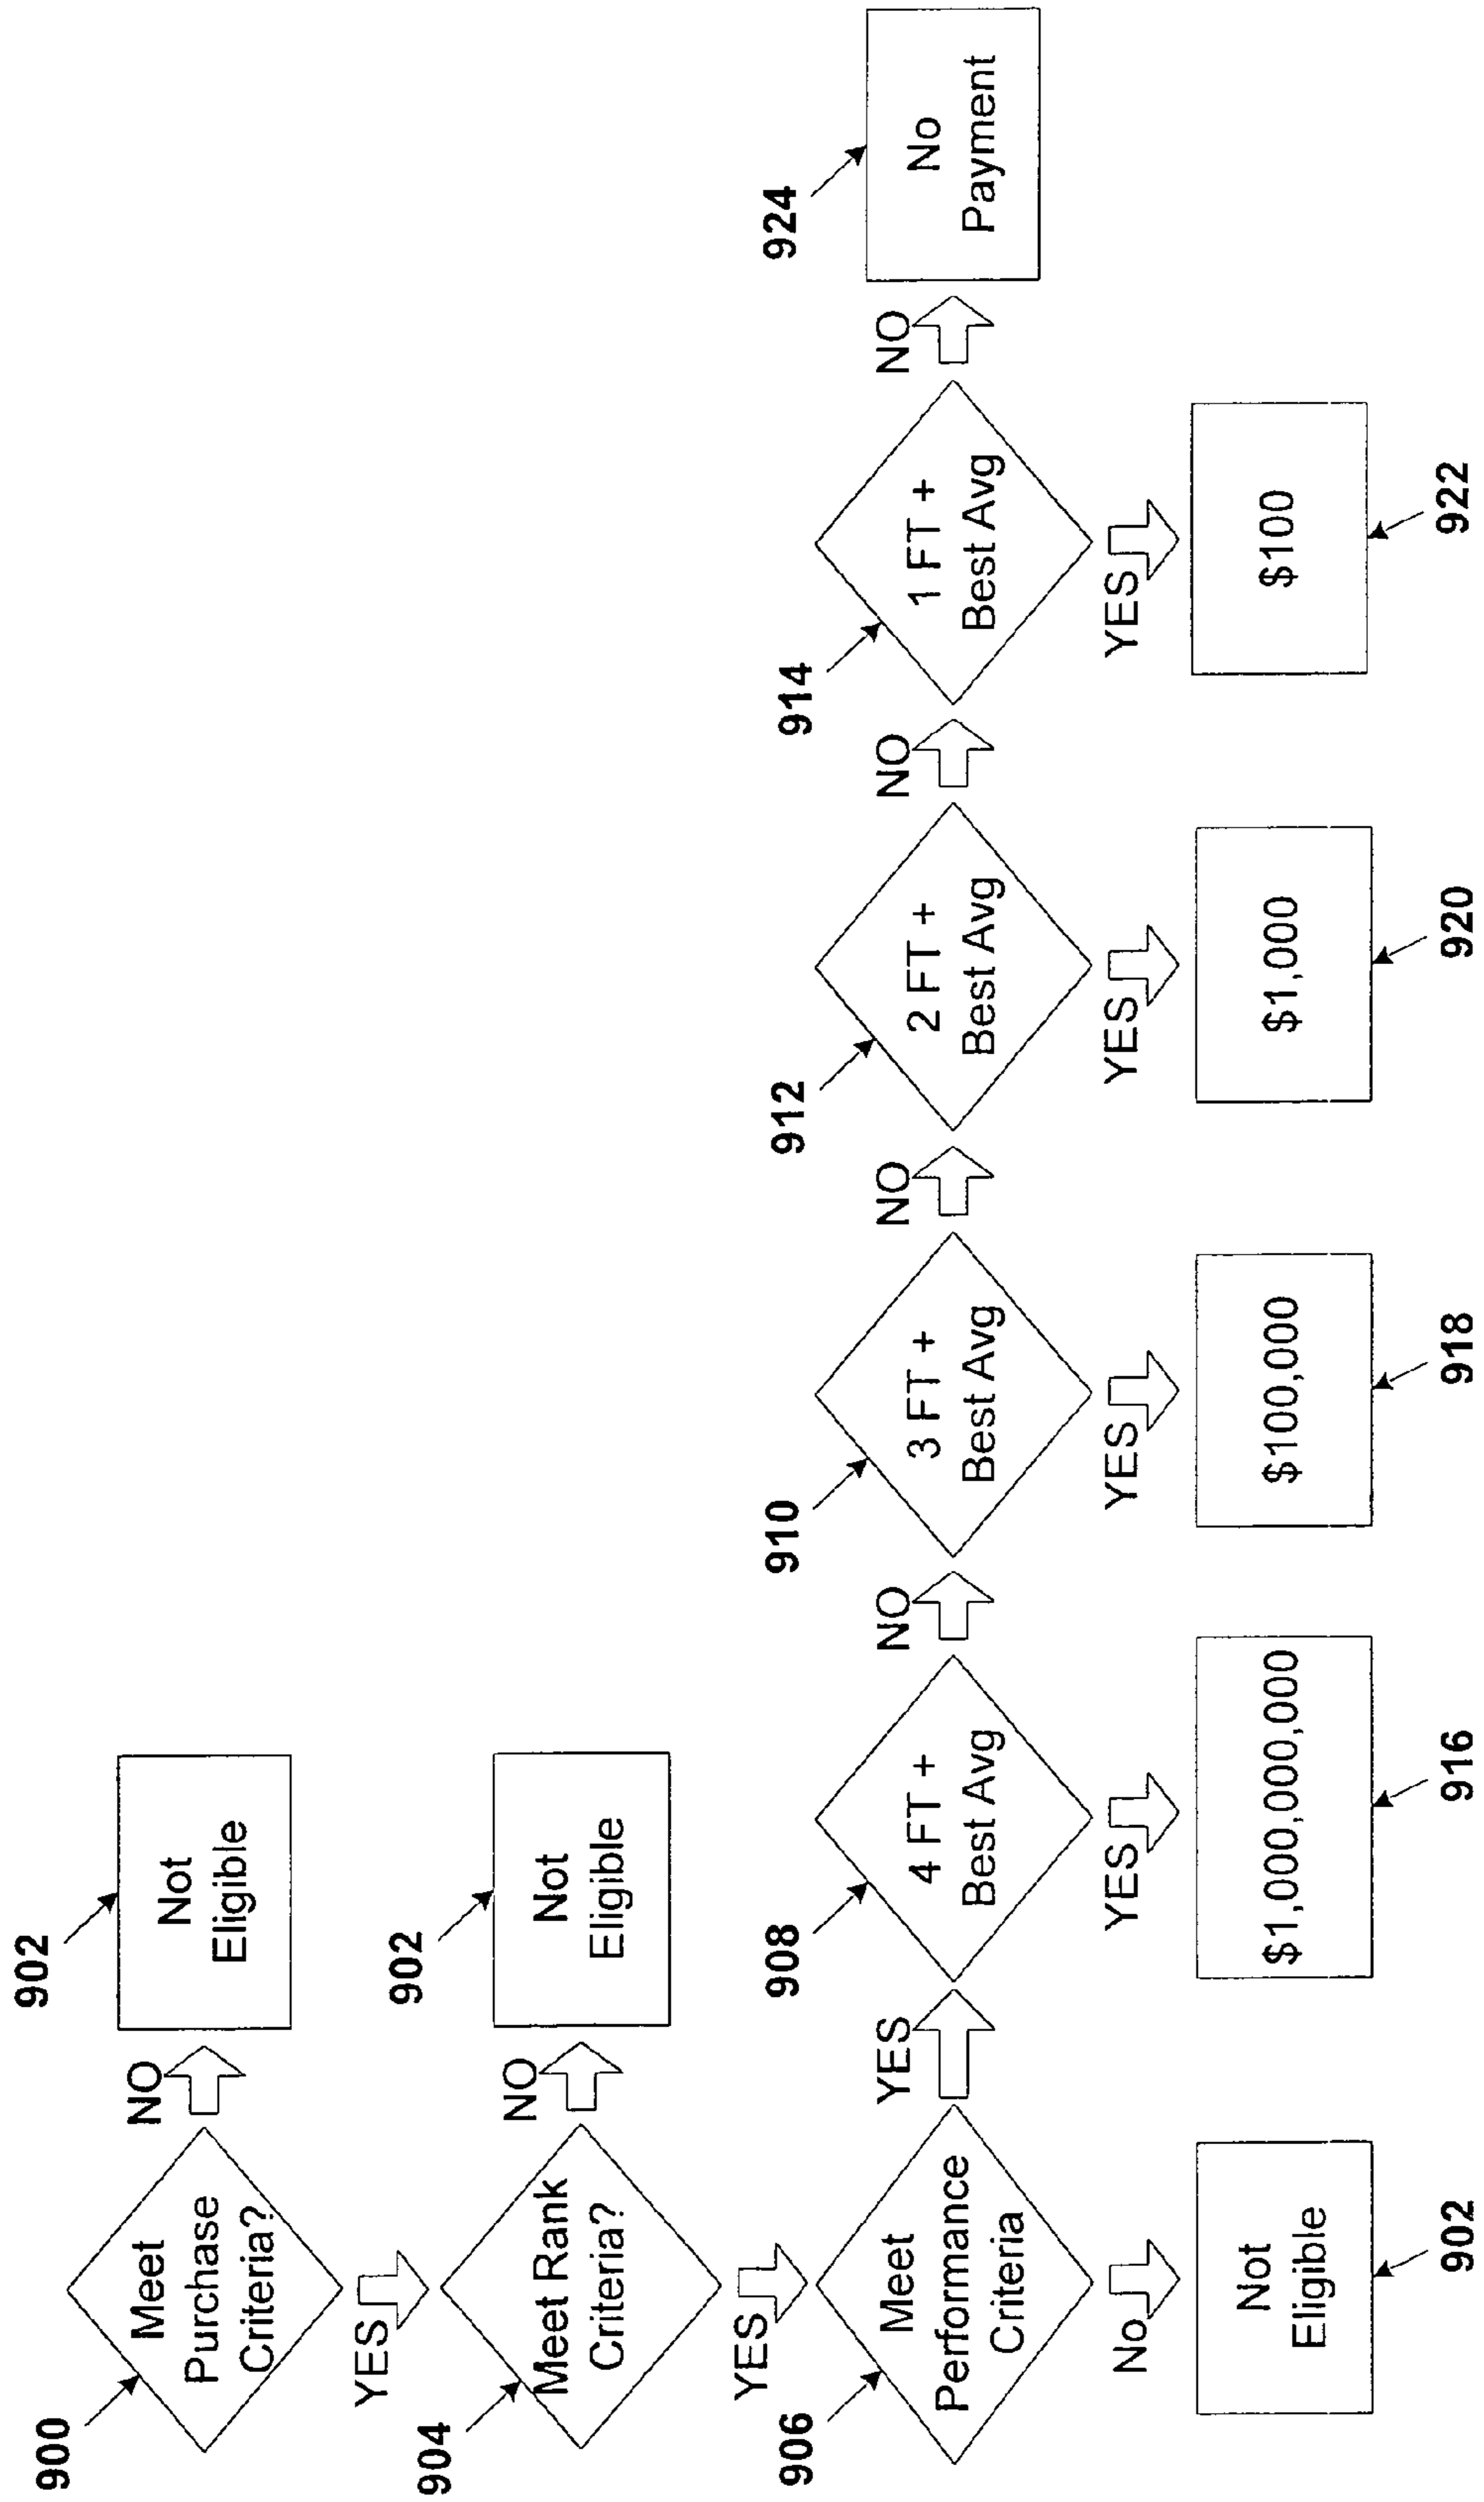 900
Meet
Purchase
Criteria?
NO
902
Not
Eligible
YES
904
Meet Rank
Criteria?
NO
902
Not
Eligible
YES
906
Meet
Performance
Criteria
YES
908
4 FT +
Best Avg
NO
910
3 FT +
Best Avg
NO
912
2 FT +
Best Avg
NO
914
1 FT +
Best Avg
NO
924
No
Payment
No
Not
Eligible
902
YES
$1,000,000,000
916
YES
$100,000
918
YES
$1,000
920
YES
$100
922